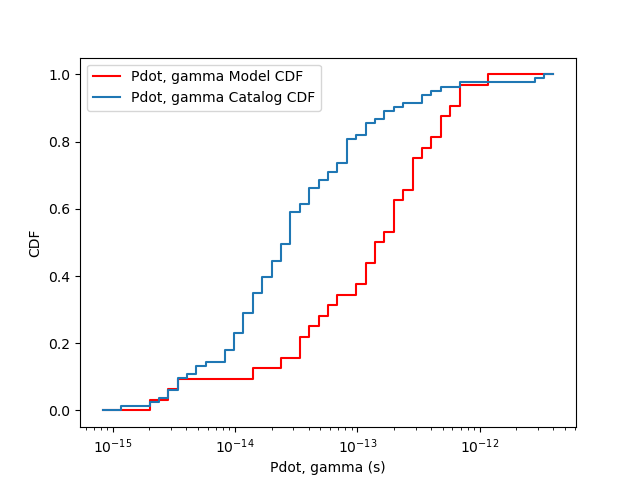 Pdot, gamma Model CDF
Pdot, gamma Catalog CDF
1.0
0.8
0.6
0.4
0.2
0.0
CDF
10⁻¹⁵
10⁻¹⁴
10⁻¹³
10⁻¹²
Pdot, gamma (s)